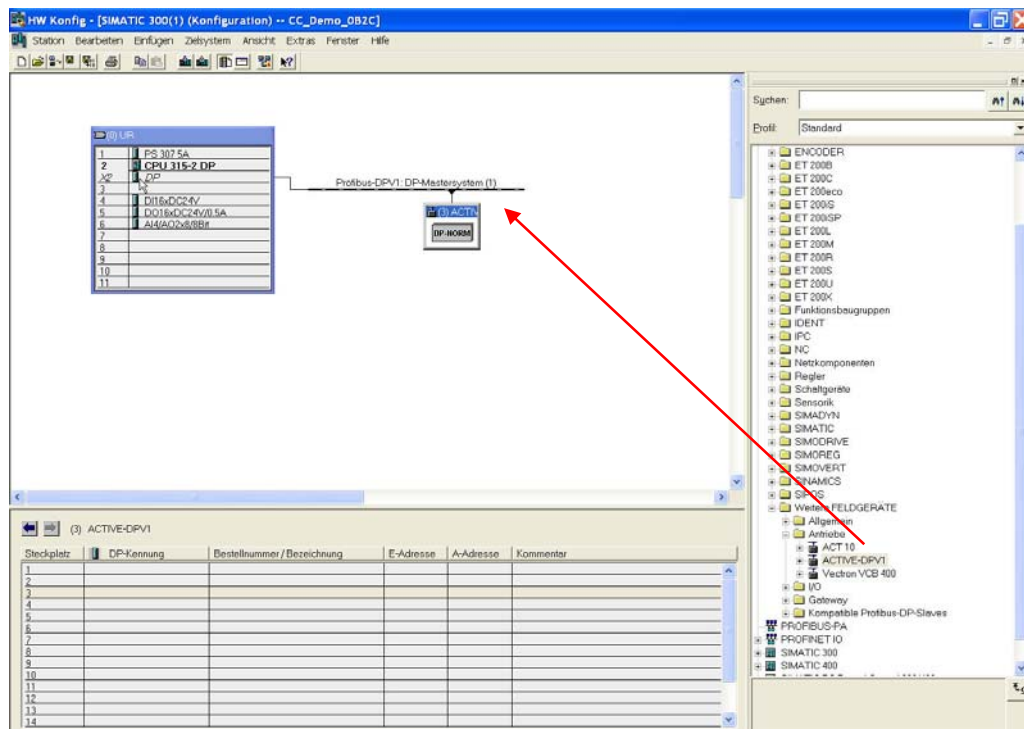 HW Konfig - [SIMATIC 300(1) (Konfiguration) -- CC_Demo_0B2C]
Station Bearbeiten Einfügen Zielsystem Ansicht Extras Fenster Hilfe
(0) UR
1 PS 307 5A
2 CPU 315-2 DP
X2 DP
3
4 DI16xDC24V
5 DO16xDC24V/0.5A
6 AI4/AO2x8/8Bit
7
8
9
10
11
Profibus-DPV1: DP-Mastersystem (1)
(3) ACTIV
DP-NORM
Suchen:
Profil: Standard
ENCODER
ET 200B
ET 200C
ET 200eco
ET 200iS
ET 200iSP
ET 200L
ET 200M
ET 200R
ET 200S
ET 200U
ET 200X
Funktionsbaugruppen
IDENT
IPC
NC
Netzkomponenten
Regler
Schaltgeräte
Sensorik
SIMADYN
SIMATIC
SIMODRIVE
SIMOREG
SIMOVERT
SINAMICS
SIPOS
Weitere FELDGERÄTE
Allgemein
Antriebe
ACT 10
ACTIVE-DPV1
Vectron VCB 400
I/O
Gateway
Kompatible Profibus-DP-Slaves
PROFIBUS-PA
PROFINET IO
SIMATIC 300
SIMATIC 400
(3) ACTIVE-DPV1
Steckplatz DP-Kennung Bestellnummer / Bezeichnung E-Adresse A-Adresse Kommentar
1
2
3
4
5
6
7
8
9
10
11
12
13
14